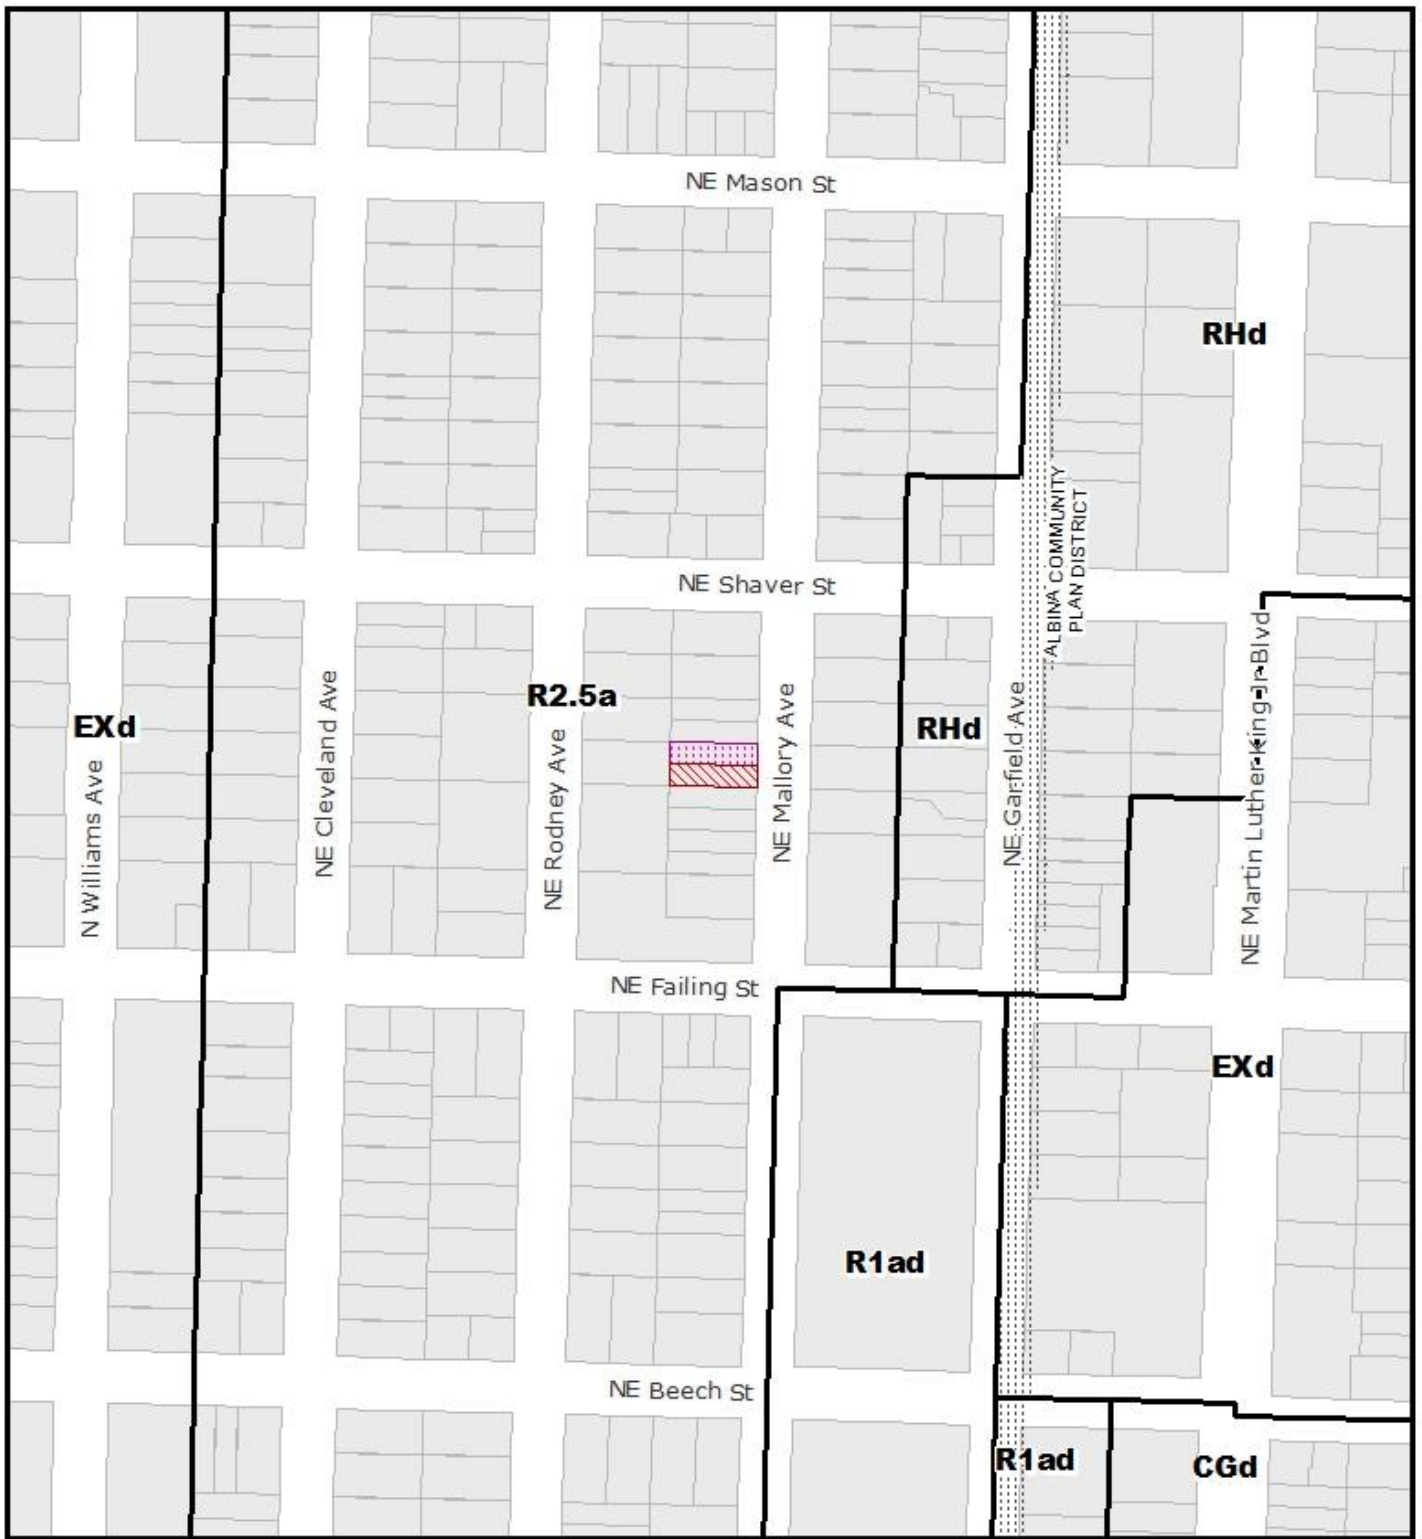 NE Mason St
RHd
ALBINA COMMUNITY
PLAN DISTRICT
NE Shaver St
R2.5a
EXd
RHd
N Williams Ave
NE Cleveland Ave
NE Rodney Ave
NE Mallory Ave
NE Garfield Ave
NE Martin Luther King Jr Blvd
NE Failing St
EXd
R1ad
NE Beech St
R1ad
CGd